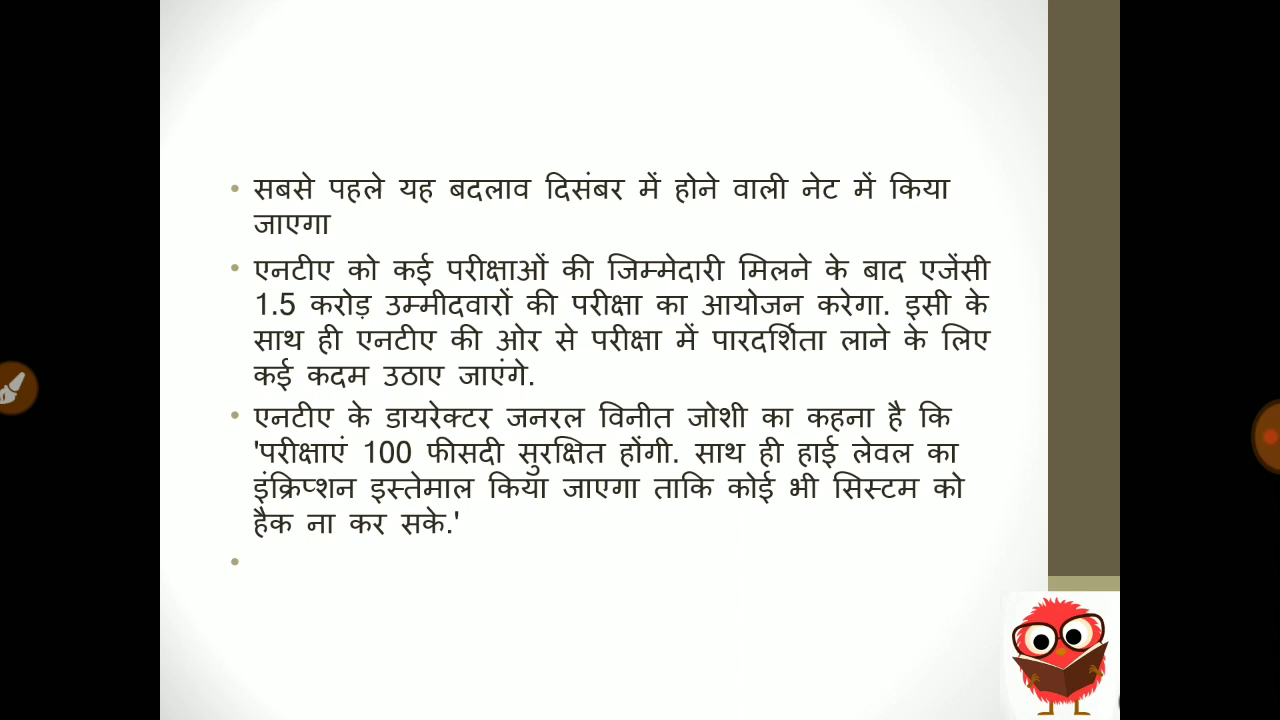 • सबसे पहले यह बदलाव दिसंबर में होने वाली नेट में किया
जाएगा
• एनटीए को कई परीक्षाओं की जिम्मेदारी मिलने के बाद एजेंसी
1.5 करोड़ उम्मीदवारों की परीक्षा का आयोजन करेगा. इसी के
साथ ही एनटीए की ओर से परीक्षा में पारदर्शिता लाने के लिए
कई कदम उठाए जाएंगे.
• एनटीए के डायरेक्टर जनरल विनीत जोशी का कहना है कि
'परीक्षाएं 100 फीसदी सुरक्षित होंगी. साथ ही हाई लेवल का
इंक्रिप्शन इस्तेमाल किया जाएगा ताकि कोई भी सिस्टम को
हैक ना कर सके.'
•